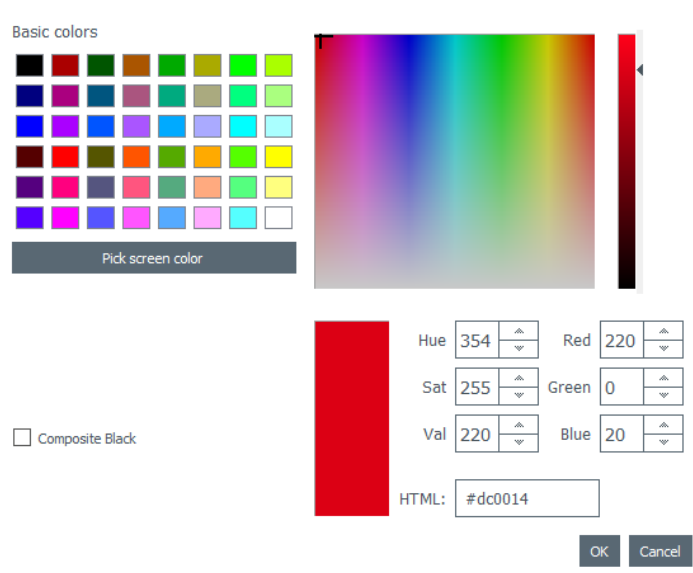 Basic colors
Pick screen color
Hue 354 Red 220
Sat 255 Green 0
Val 220 Blue 20
Composite Black
HTML: #dc0014
OK Cancel